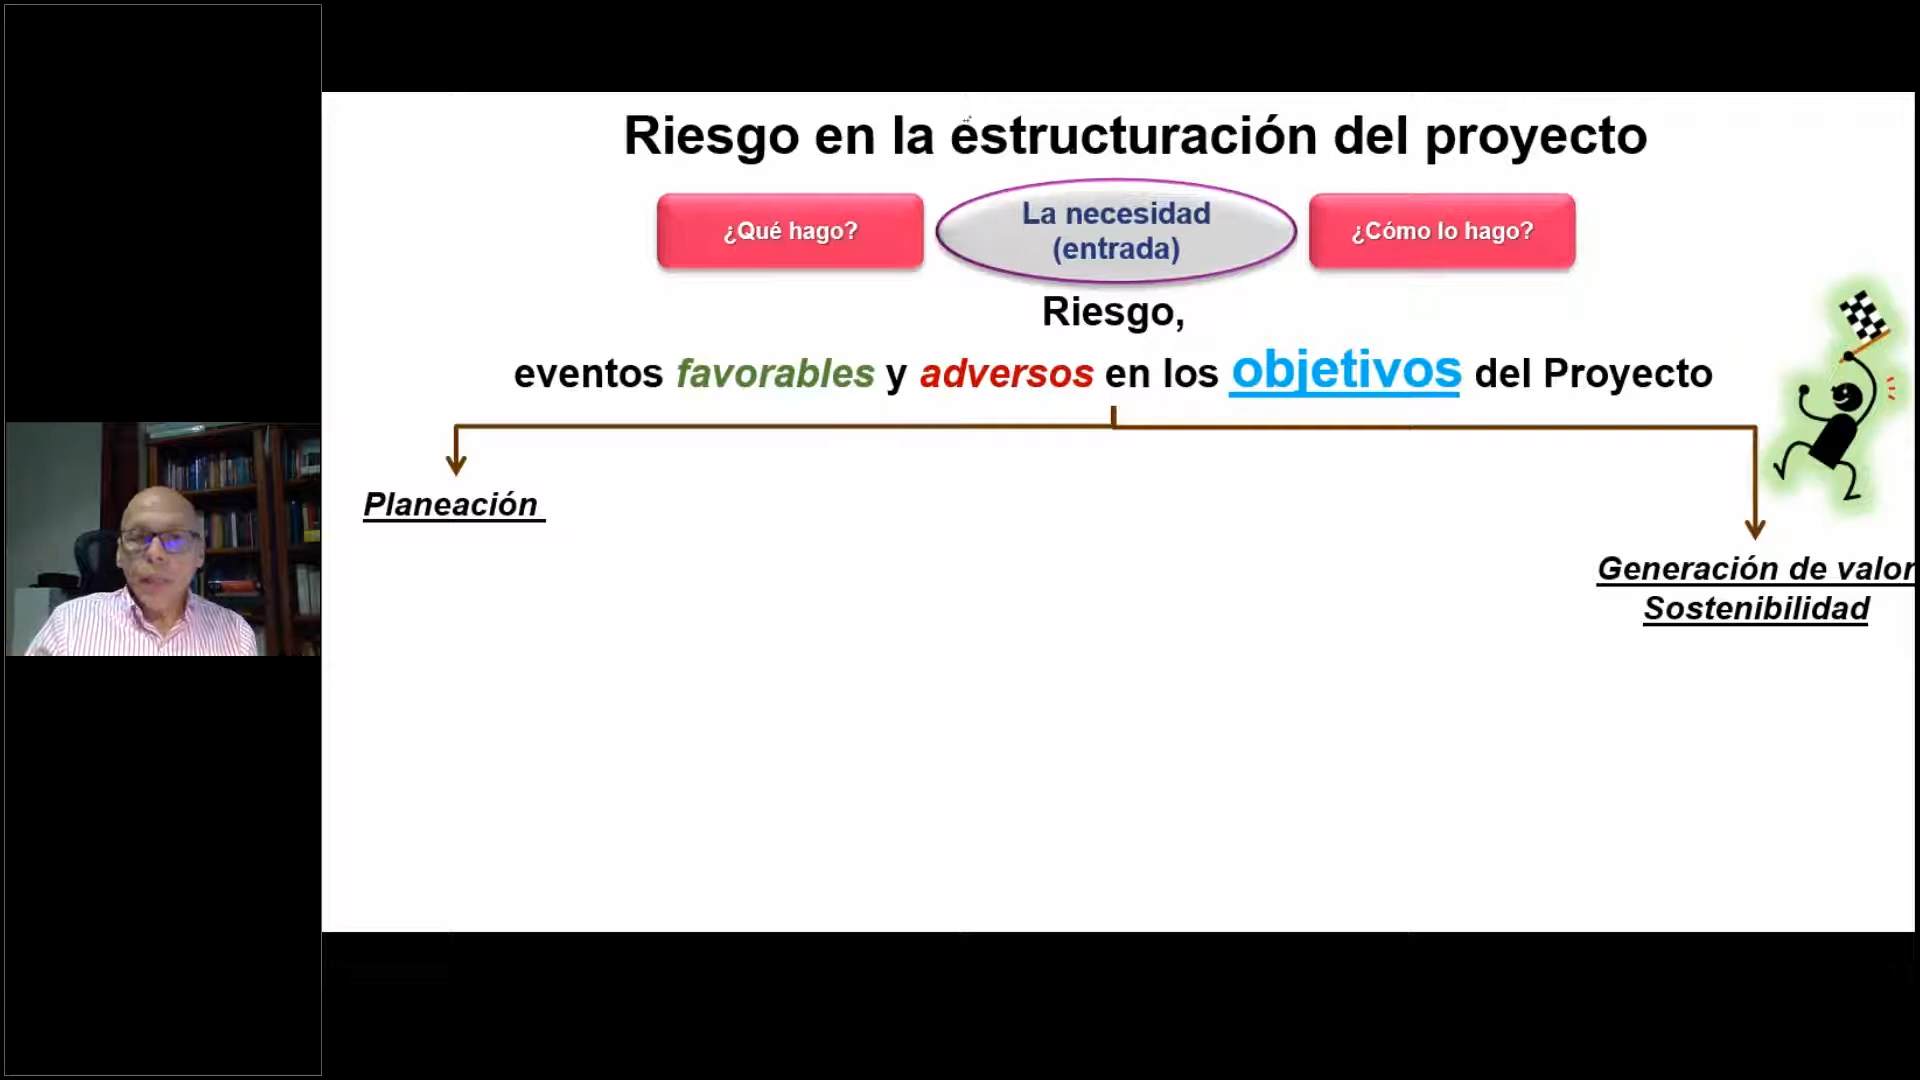 Riesgo en la estructuración del proyecto
¿Qué hago?
La necesidad
(entrada)
¿Cómo lo hago?
Riesgo,
eventos favorables y adversos en los objetivos del Proyecto
Planeación
Generación de valor
Sostenibilidad